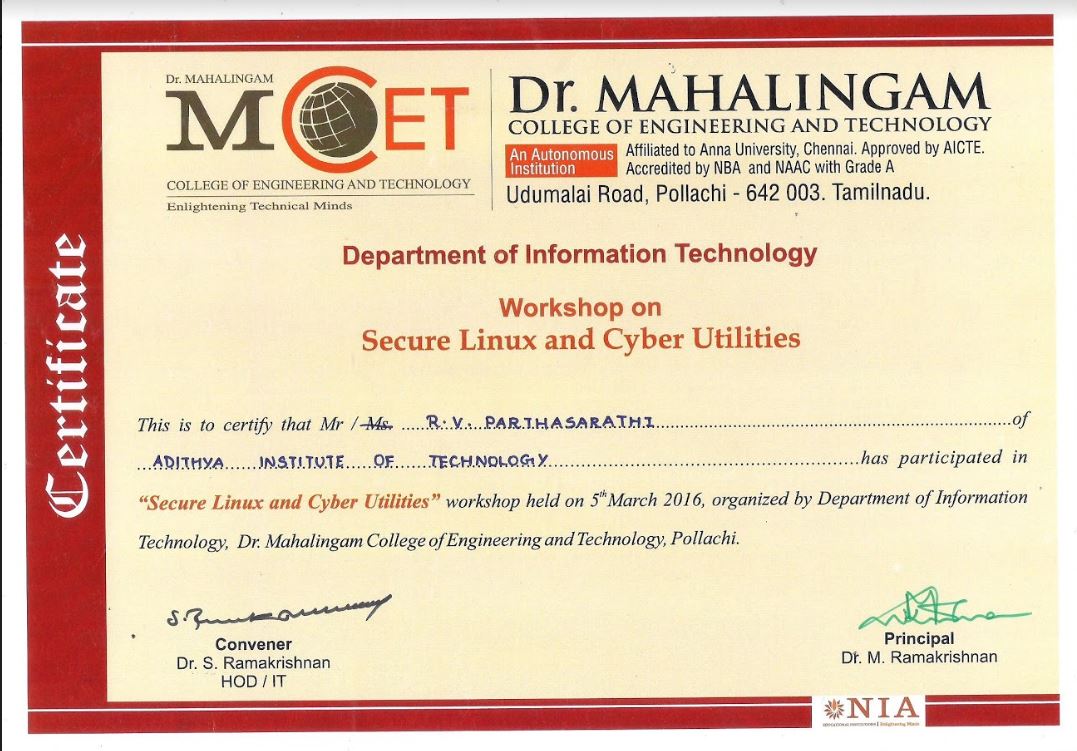 Certificate
Dr. MAHALINGAM
MCET
COLLEGE OF ENGINEERING AND TECHNOLOGY
Enlightening Technical Minds
Dr. MAHALINGAM
COLLEGE OF ENGINEERING AND TECHNOLOGY
An Autonomous Institution
Affiliated to Anna University, Chennai. Approved by AICTE.
Accredited by NBA and NAAC with Grade A
Udumalai Road, Pollachi - 642 003. Tamilnadu.
Department of Information Technology
Workshop on
Secure Linux and Cyber Utilities
This is to certify that Mr / Ms. R.V. PARTHASARATHI of
ADITHYA INSTITUTE OF TECHNOLOGY has participated in
“Secure Linux and Cyber Utilities” workshop held on 5th March 2016, organized by Department of Information
Technology, Dr. Mahalingam College of Engineering and Technology, Pollachi.
Convener
Dr. S. Ramakrishnan
HOD / IT
Principal
Dr. M. Ramakrishnan
NIA
EDUCATIONAL INSTITUTIONS | Enlightening Minds